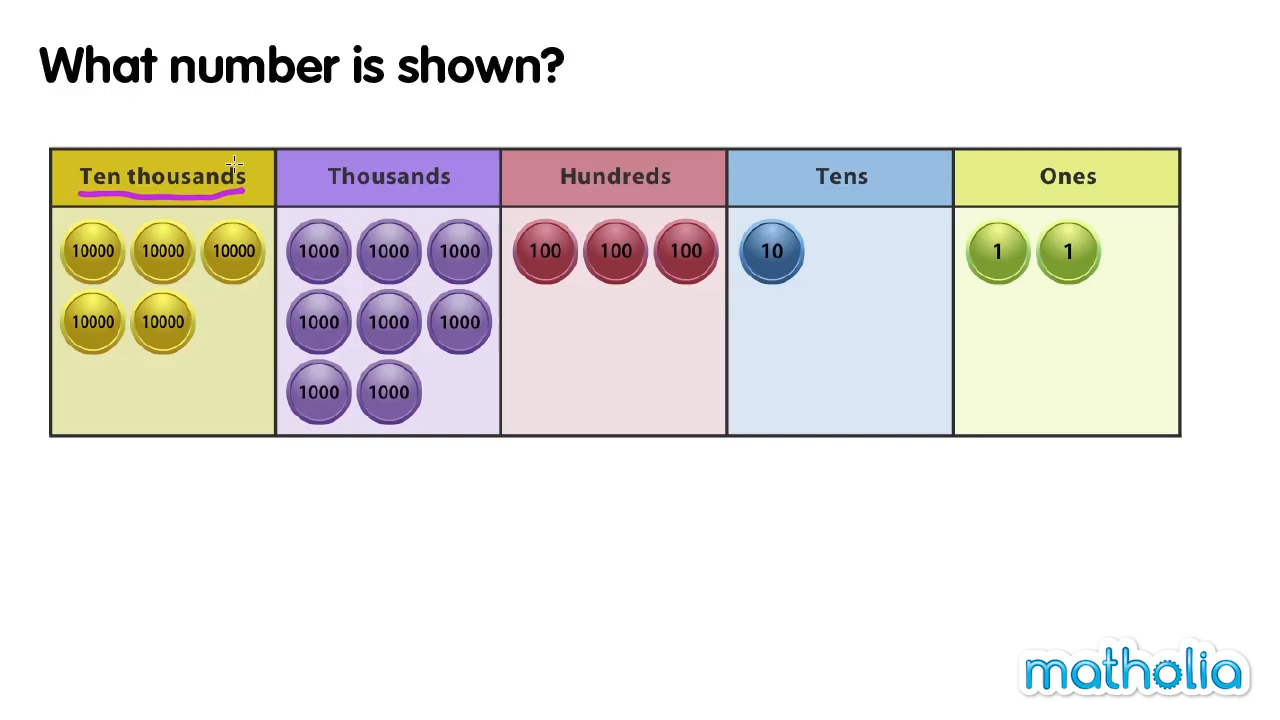 What number is shown?
Ten thousands Thousands Hundreds Tens Ones
10000 10000 10000 1000 1000 1000 100 100 100 10 1 1
10000 10000 1000 1000 1000
1000 1000
matholia